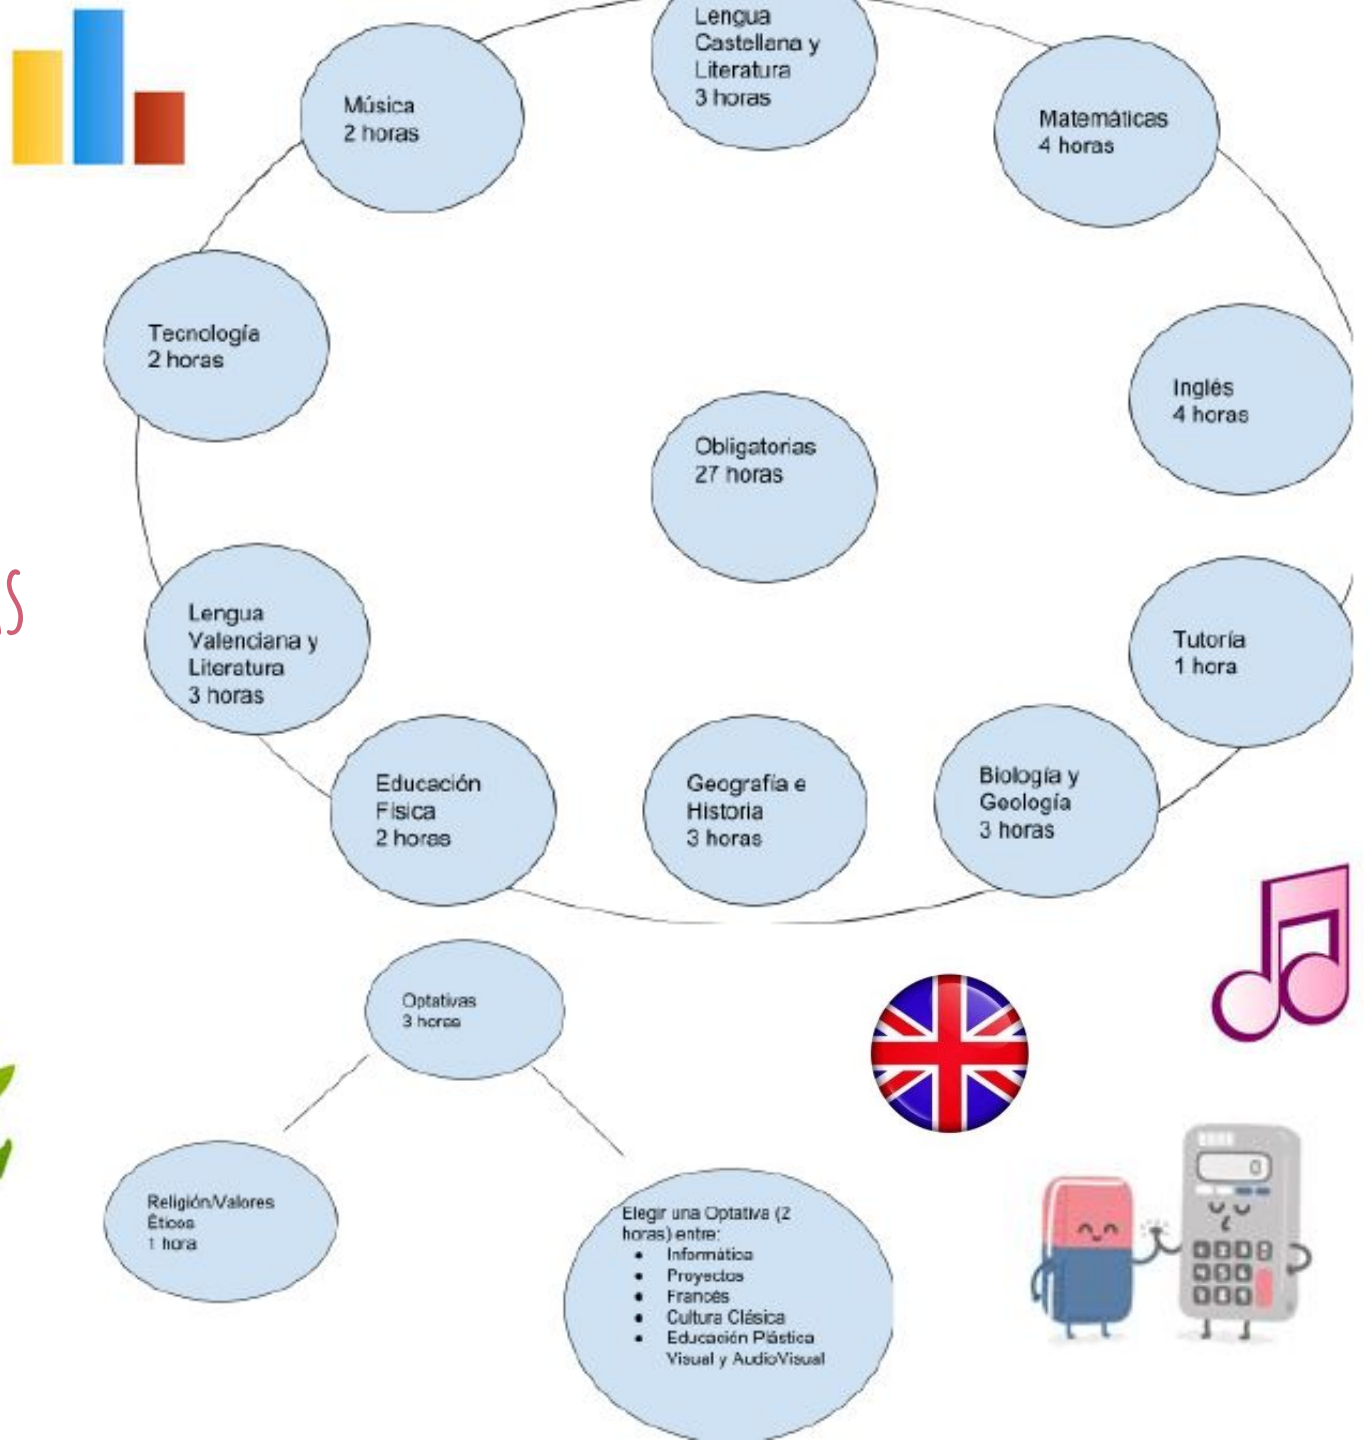 Lengua
Castellana y
Literatura
3 horas
Música
2 horas
Matemáticas
4 horas
Tecnología
2 horas
Inglés
4 horas
Obligatorias
27 horas
Lengua
Valenciana y
Literatura
3 horas
Tutoría
1 hora
Educación
Física
2 horas
Geografía e
Historia
3 horas
Biología y
Geología
3 horas
Optativas
3 horas
Religión/Valores
Éticos
1 hora
Elegir una Optativa (2
horas) entre:
● Informática
● Proyectos
● Francés
● Cultura Clásica
● Educación Plástica
Visual y AudioVisual
0